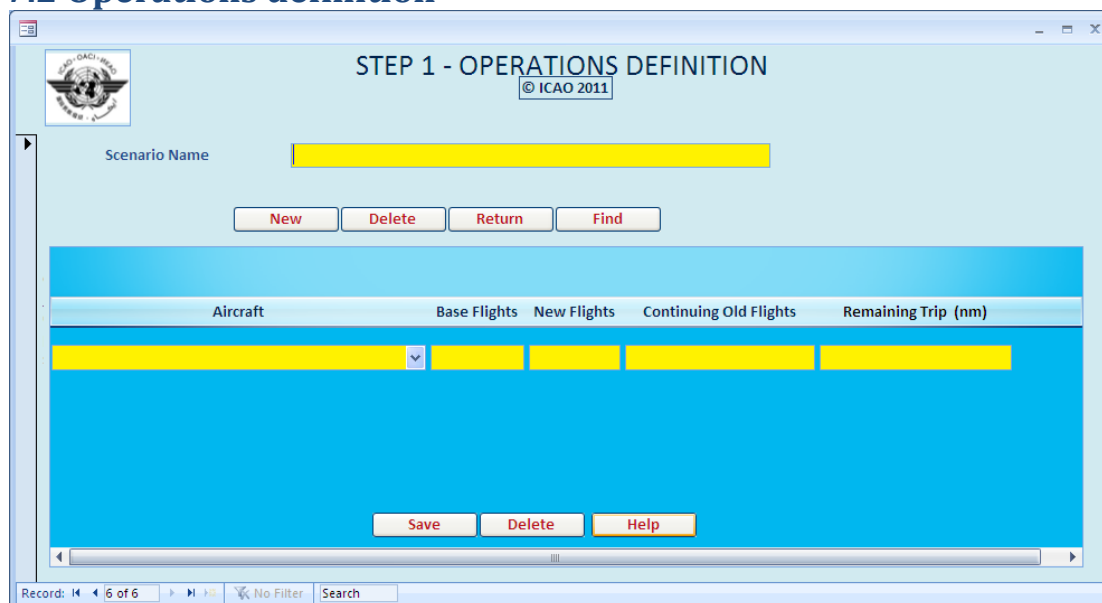 7.2 Operations definition
STEP 1 - OPERATIONS DEFINITION
© ICAO 2011
Scenario Name
New Delete Return Find
Aircraft Base Flights New Flights Continuing Old Flights Remaining Trip (nm)
Save Delete Help
Record: 6 of 6 No Filter Search